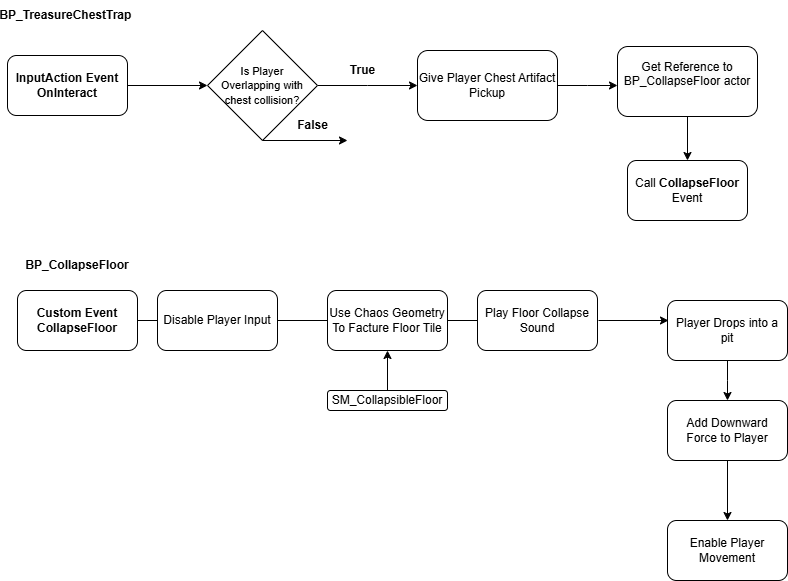 BP_TreasureChestTrap
InputAction Event
OnInteract
Is Player
Overlapping with
chest collision?
True
False
Give Player Chest Artifact
Pickup
Get Reference to
BP_CollapseFloor actor
Call CollapseFloor
Event
BP_CollapseFloor
Custom Event
CollapseFloor
Disable Player Input
Use Chaos Geometry
To Facture Floor Tile
SM_CollapsibleFloor
Play Floor Collapse
Sound
Player Drops into a
pit
Add Downward
Force to Player
Enable Player
Movement